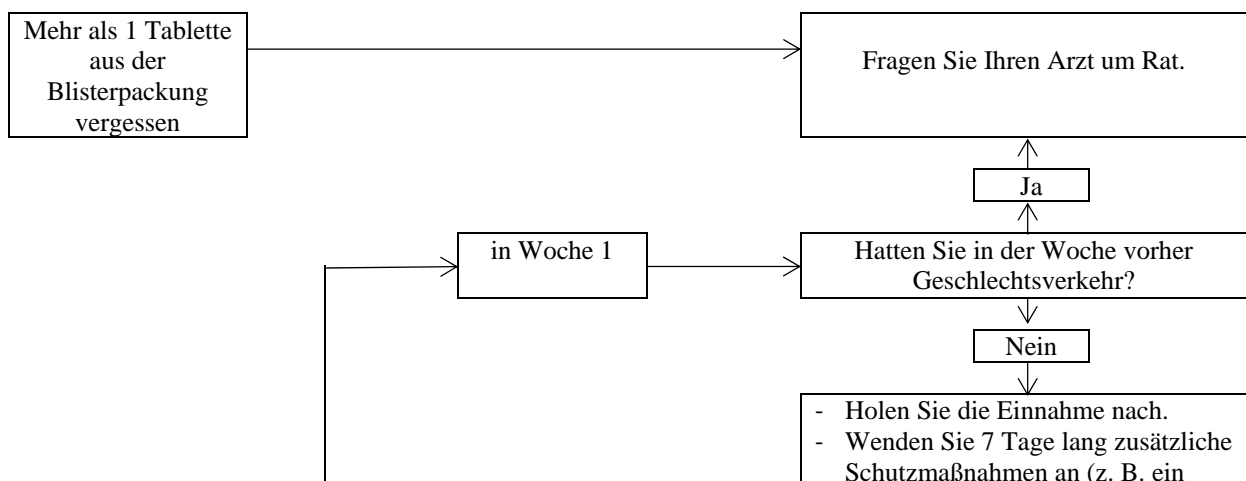 Mehr als 1 Tablette
aus der
Blisterpackung
vergessen
Fragen Sie Ihren Arzt um Rat.
Ja
in Woche 1
Hatten Sie in der Woche vorher
Geschlechtsverkehr?
Nein
- Holen Sie die Einnahme nach.
- Wenden Sie 7 Tage lang zusätzliche
Schutzmaßnahmen an (z. B. ein